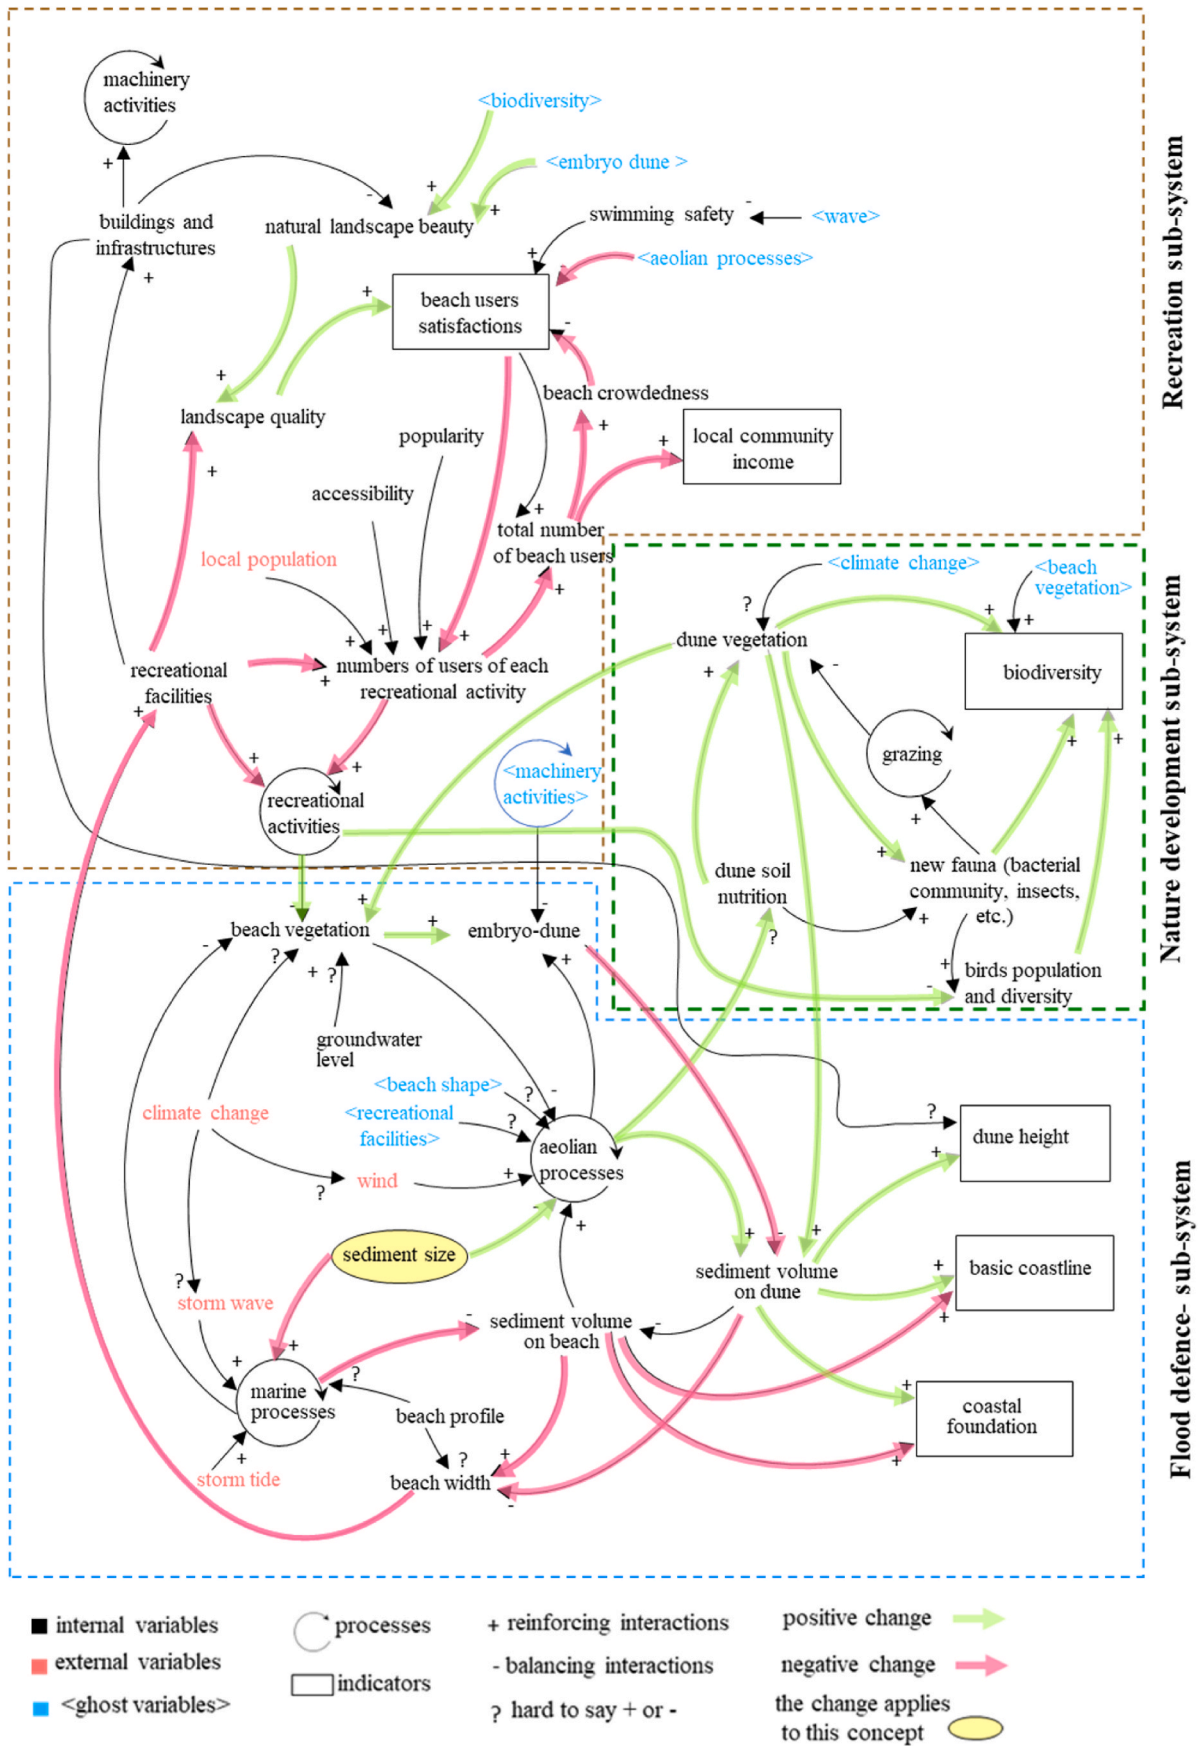 machinery
activities
<biodiversity>
<embryo dune >
+
+
+
-
-
buildings and
infrastructures
natural landscape beauty
swimming safety
<wave>
+
<aeolian processes>
+
+
beach users
satisfactions
-
+
landscape quality
beach crowdedness
+
popularity
+
+
local community
income
accessibility
+
total number
of beach users
local population
+
+
+
+
+
recreational
facilities
+
numbers of users of each
recreational activity
+
+
+
recreational
activities
<machinery
activities>
Recreation sub-system
<climate change>
<beach
vegetation>
?
+
+
dune vegetation
+
-
biodiversity
+
+
grazing
+
+
dune soil
nutrition
new fauna (bacterial
community, insects,
etc.)
+
?
+
-
birds population
and diversity
Nature development sub-system
-
+
-
beach vegetation
+
embryo-dune
-
?
+
?
+
groundwater
level
<beach shape>
?
-
<recreational
facilities>
?
climate change
aeolian
processes
?
wind
+
-
+
sediment size
?
storm wave
+
+
marine
processes
?
-
sediment volume
on beach
-
+
-
+
sediment volume
on dune
?
dune height
+
+
basic coastline
+
+
coastal
foundation
+
beach profile
?
+
beach width
-
+
storm tide
Flood defence- sub-system
internal variables
external variables
<ghost variables>
processes
indicators
+ reinforcing interactions
- balancing interactions
? hard to say + or -
positive change
negative change
the change applies
to this concept